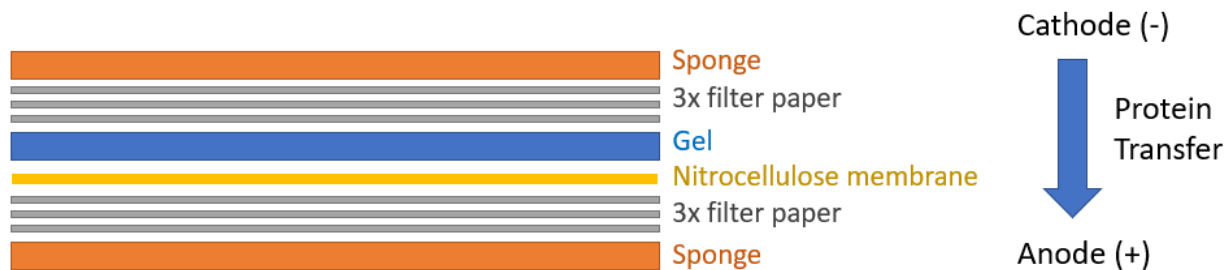 Sponge
3x filter paper
Gel
Nitrocellulose membrane
3x filter paper
Sponge
Cathode (-)
Protein
Transfer
Anode (+)